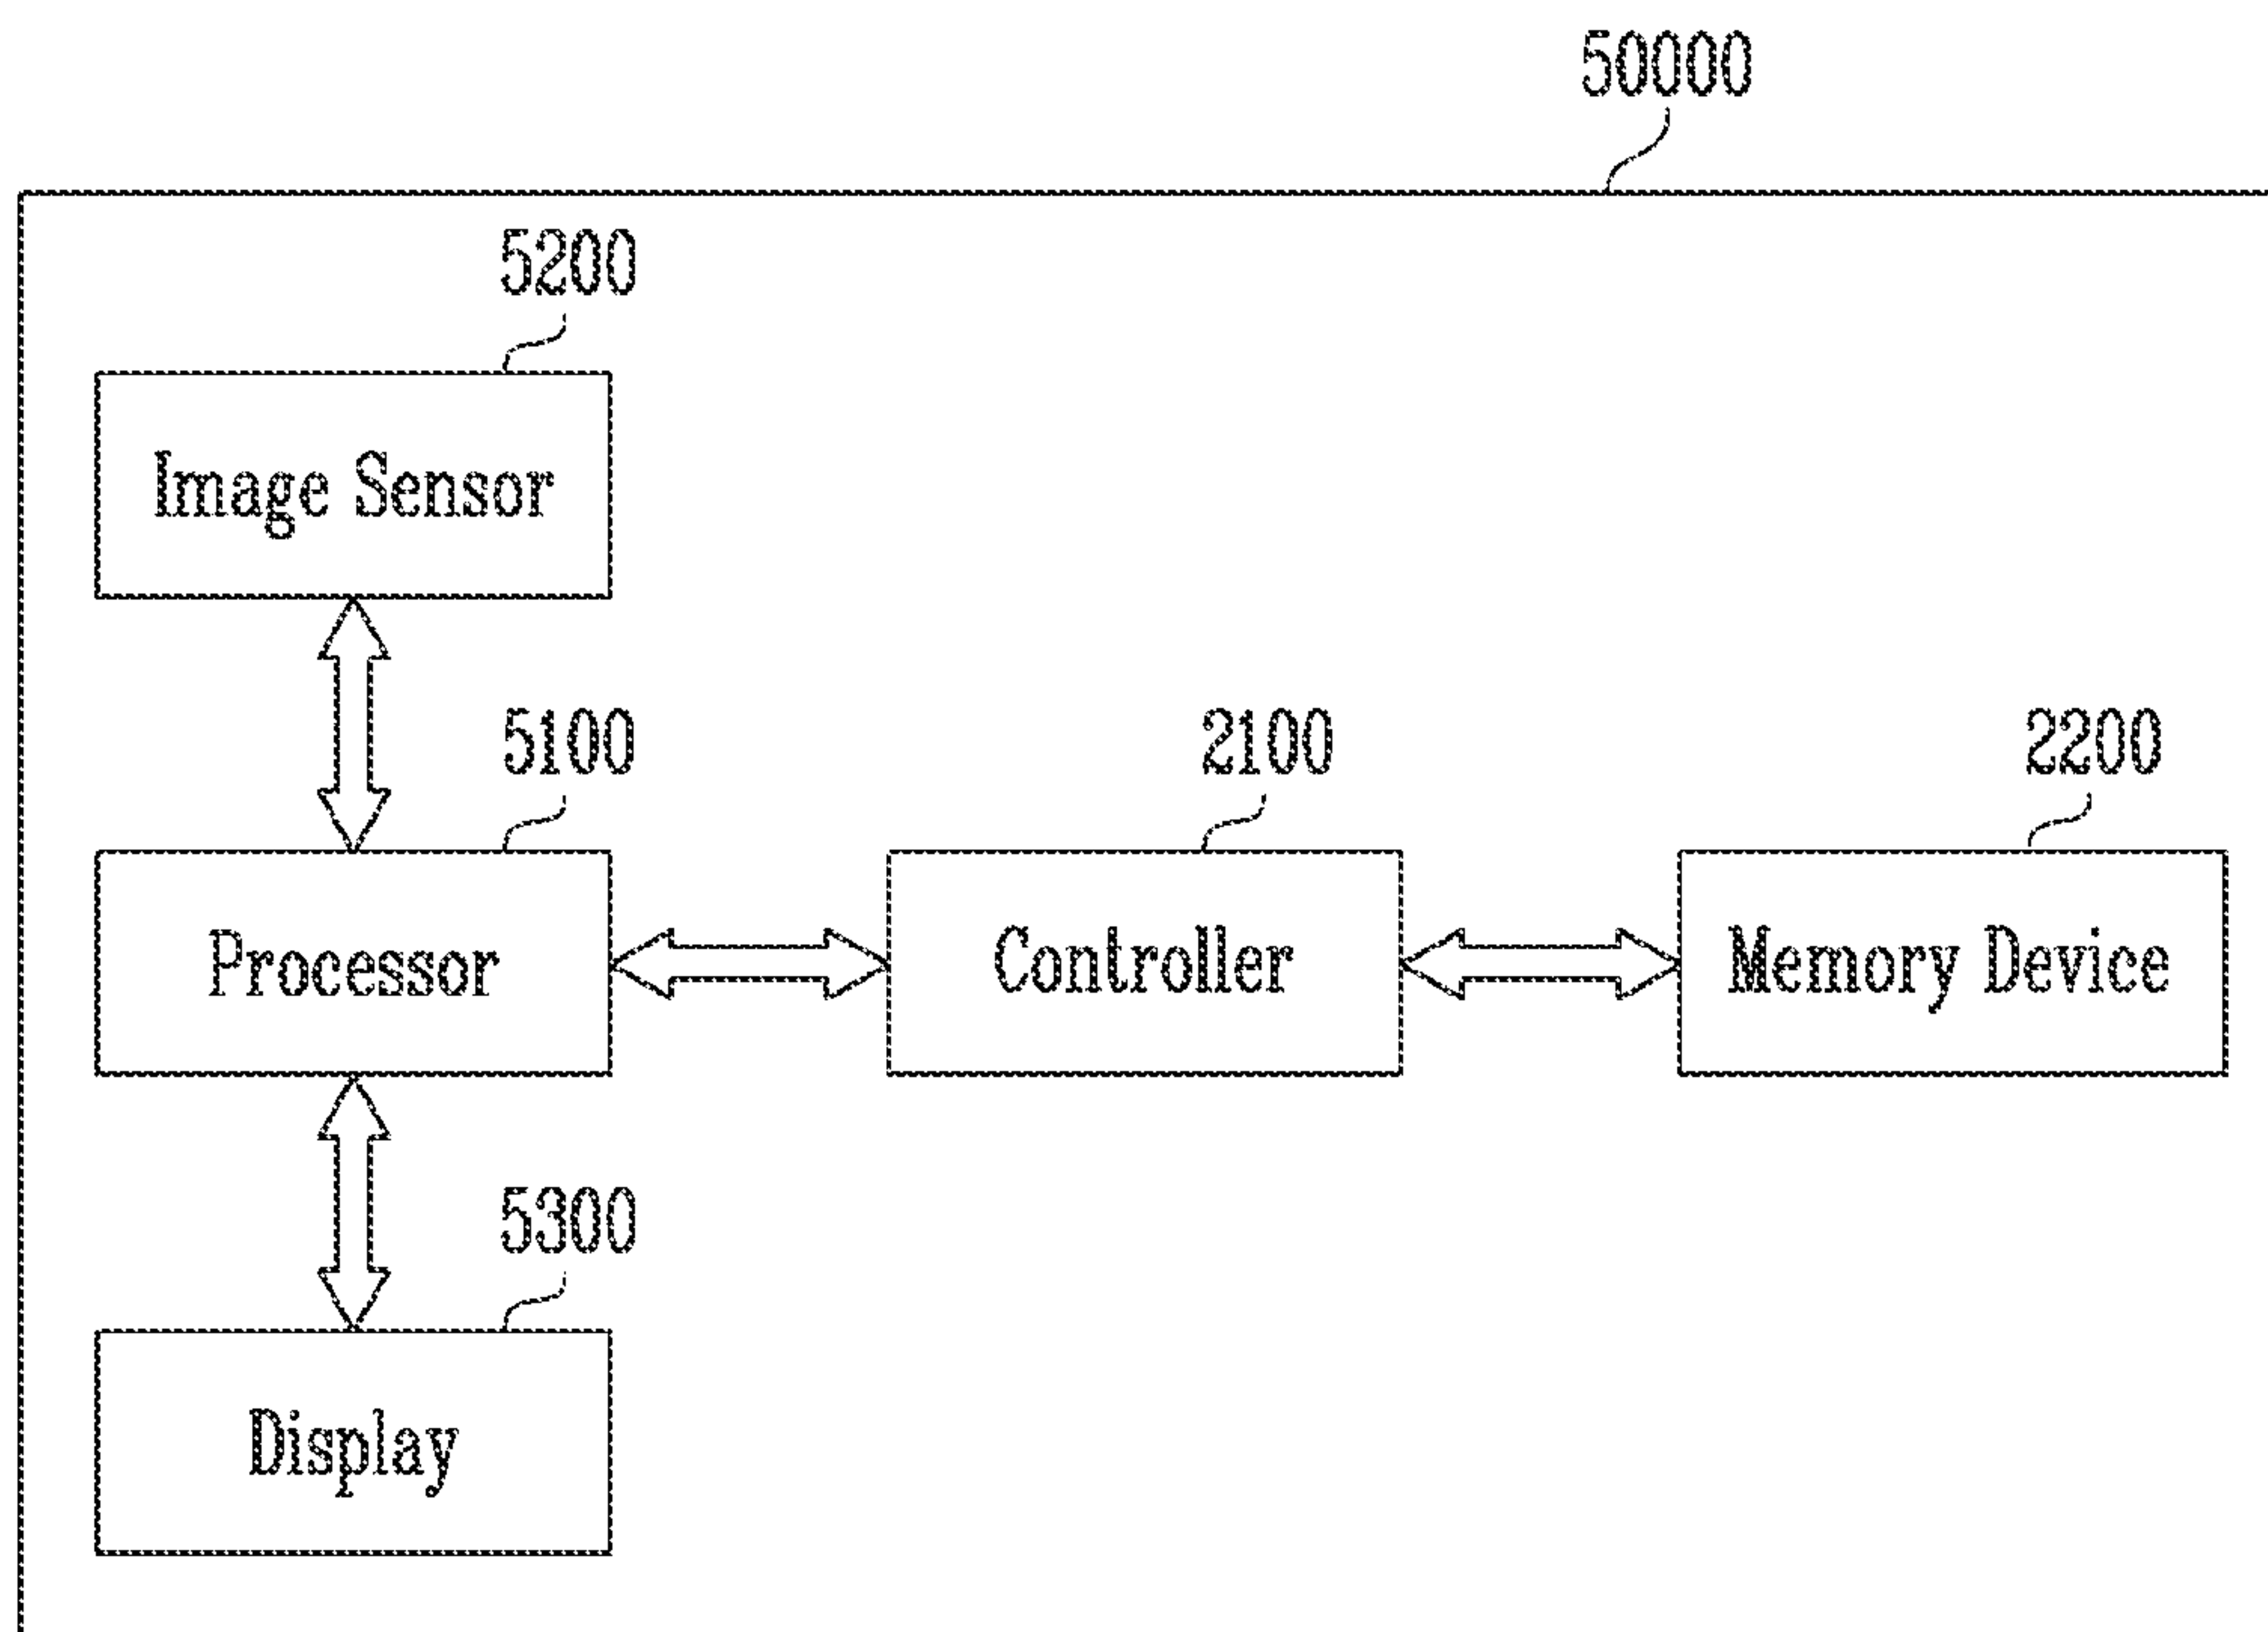 50000
5200
Image Sensor
5100
2100
2200
Processor
Controller
Memory Device
5300
Display